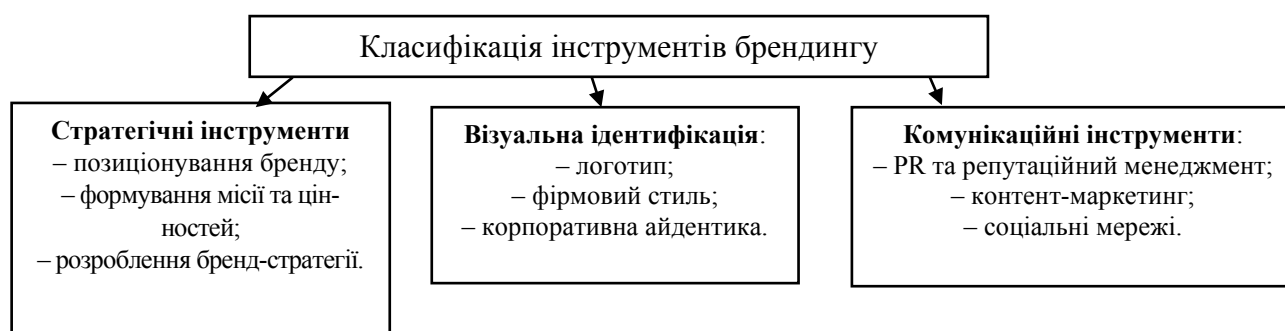 Класифікація інструментів брендингу
Стратегічні інструменти
– позиціонування бренду;
– формування місії та цін-
ностей;
– розроблення бренд-стратегії.
Візуальна ідентифікація:
– логотип;
– фірмовий стиль;
– корпоративна айдентика.
Комунікаційні інструменти:
– PR та репутаційний менеджмент;
– контент-маркетинг;
– соціальні мережі.